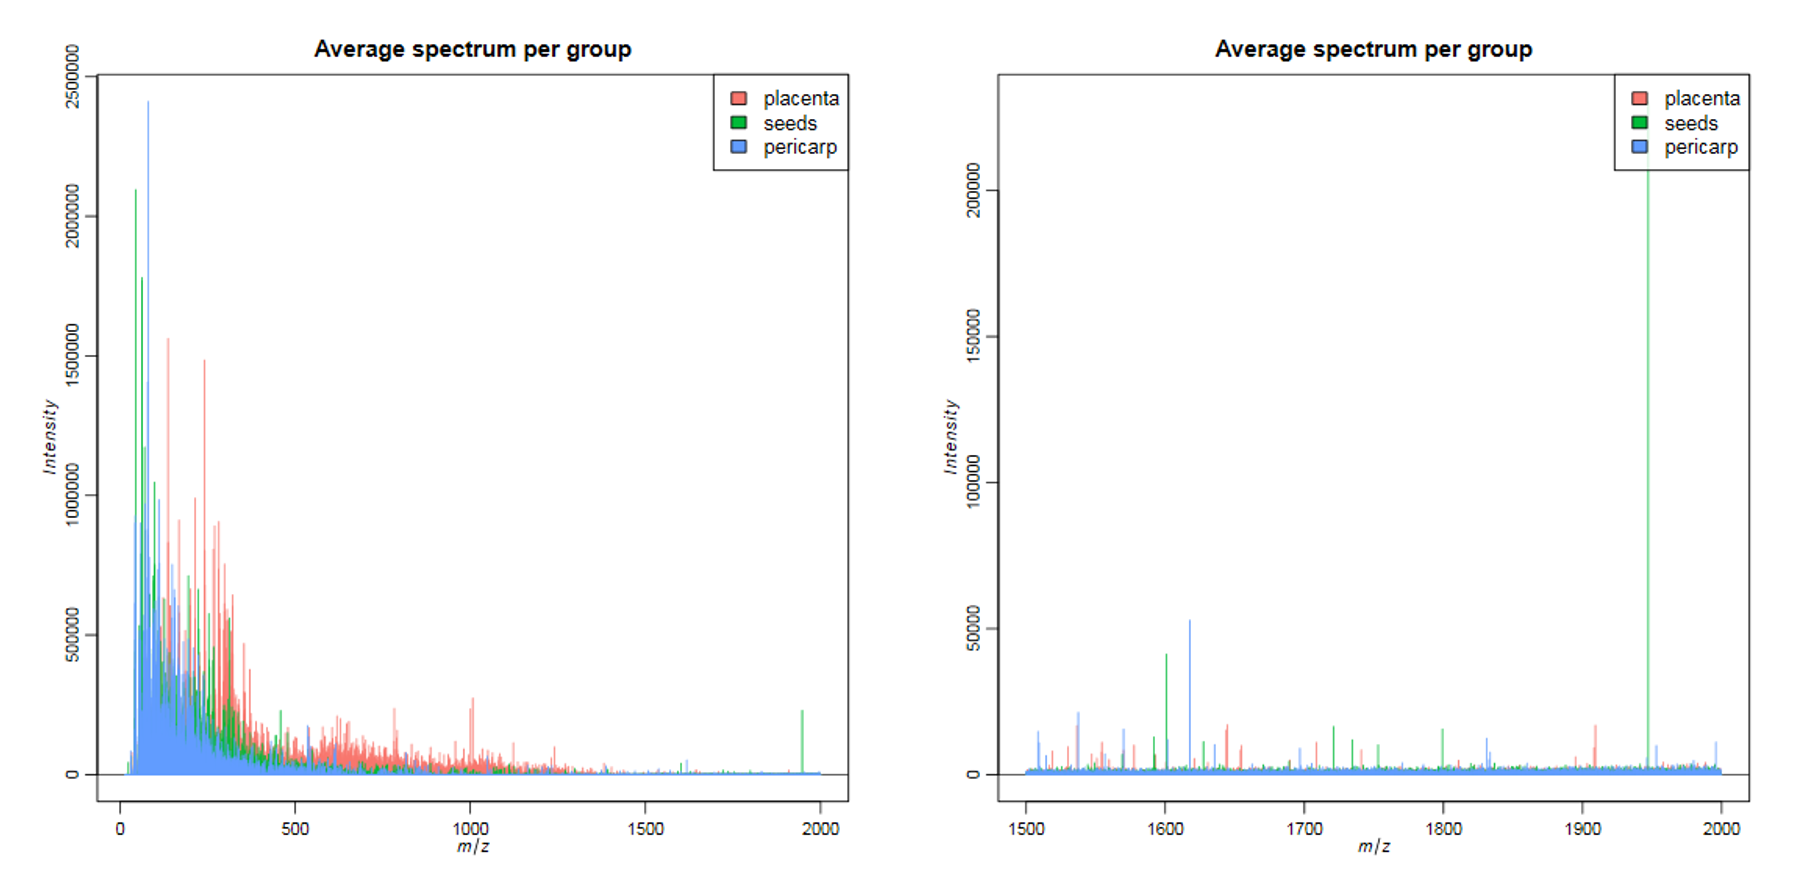 Average spectrum per group
placenta
seeds
pericarp
Intensity
2500000
2000000
1500000
1000000
500000
0
0 500 1000 1500 2000
m/z
Average spectrum per group
placenta
seeds
pericarp
Intensity
200000
150000
100000
50000
0
1500 1600 1700 1800 1900 2000
m/z